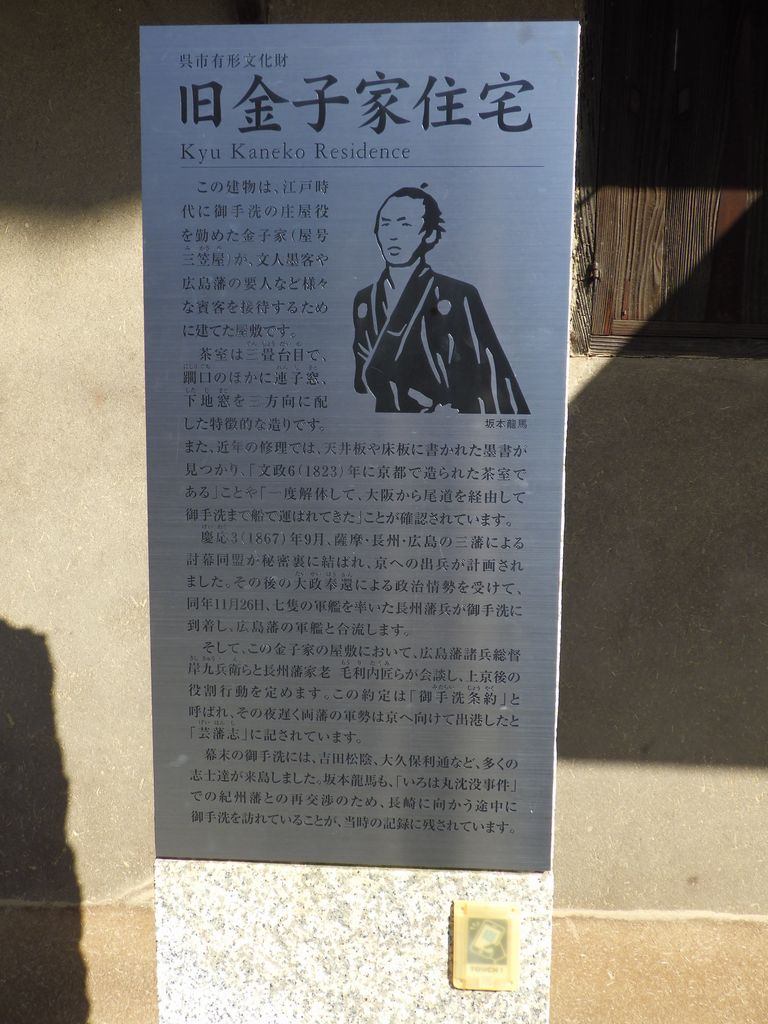 呉市有形文化財
旧金子家住宅
Kyu Kaneko Residence
この建物は、江戸時
代に御手洗の庄屋役
を勤めた金子家(屋号
三笠屋)が、文人墨客や
広島藩の要人など様々
な賓客を接待するため
に建てた屋敷です。
茶室は三畳台目で、
躙口のほかに連子窓、
下地窓を三方向に配
した特徴的な造りです。
坂本龍馬
また、近年の修理では、天井板や床板に書かれた墨書が
見つかり、「文政6(1823)年に京都で造られた茶室で
ある」ことや「一度解体して、大阪から尾道を経由して
御手洗まで船で運ばれてきた」ことが確認されています。
慶応3(1867)年9月、薩摩・長州・広島の三藩による
討幕同盟が秘密裏に結ばれ、京への出兵が計画され
ました。その後の大政奉還による政治情勢を受けて、
同年11月26日、七隻の軍艦を率いた長州藩兵が御手洗に
到着し、広島藩の軍艦と合流します。
そして、この金子家の屋敷において、広島藩諸兵総督
岸九兵衛らと長州藩家老 毛利内匠らが会談し、上京後の
役割行動を定めます。この約定は「御手洗条約」と
呼ばれ、その夜遅く両藩の軍勢は京へ向けて出港したと
「芸藩志」に記されています。
幕末の御手洗には、吉田松陰、大久保利通など、多くの
志士達が来島しました。坂本龍馬も、「いろは丸沈没事件」
での紀州藩との再交渉のため、長崎に向かう途中に
御手洗を訪れていることが、当時の記録に残されています。
TOUCH!